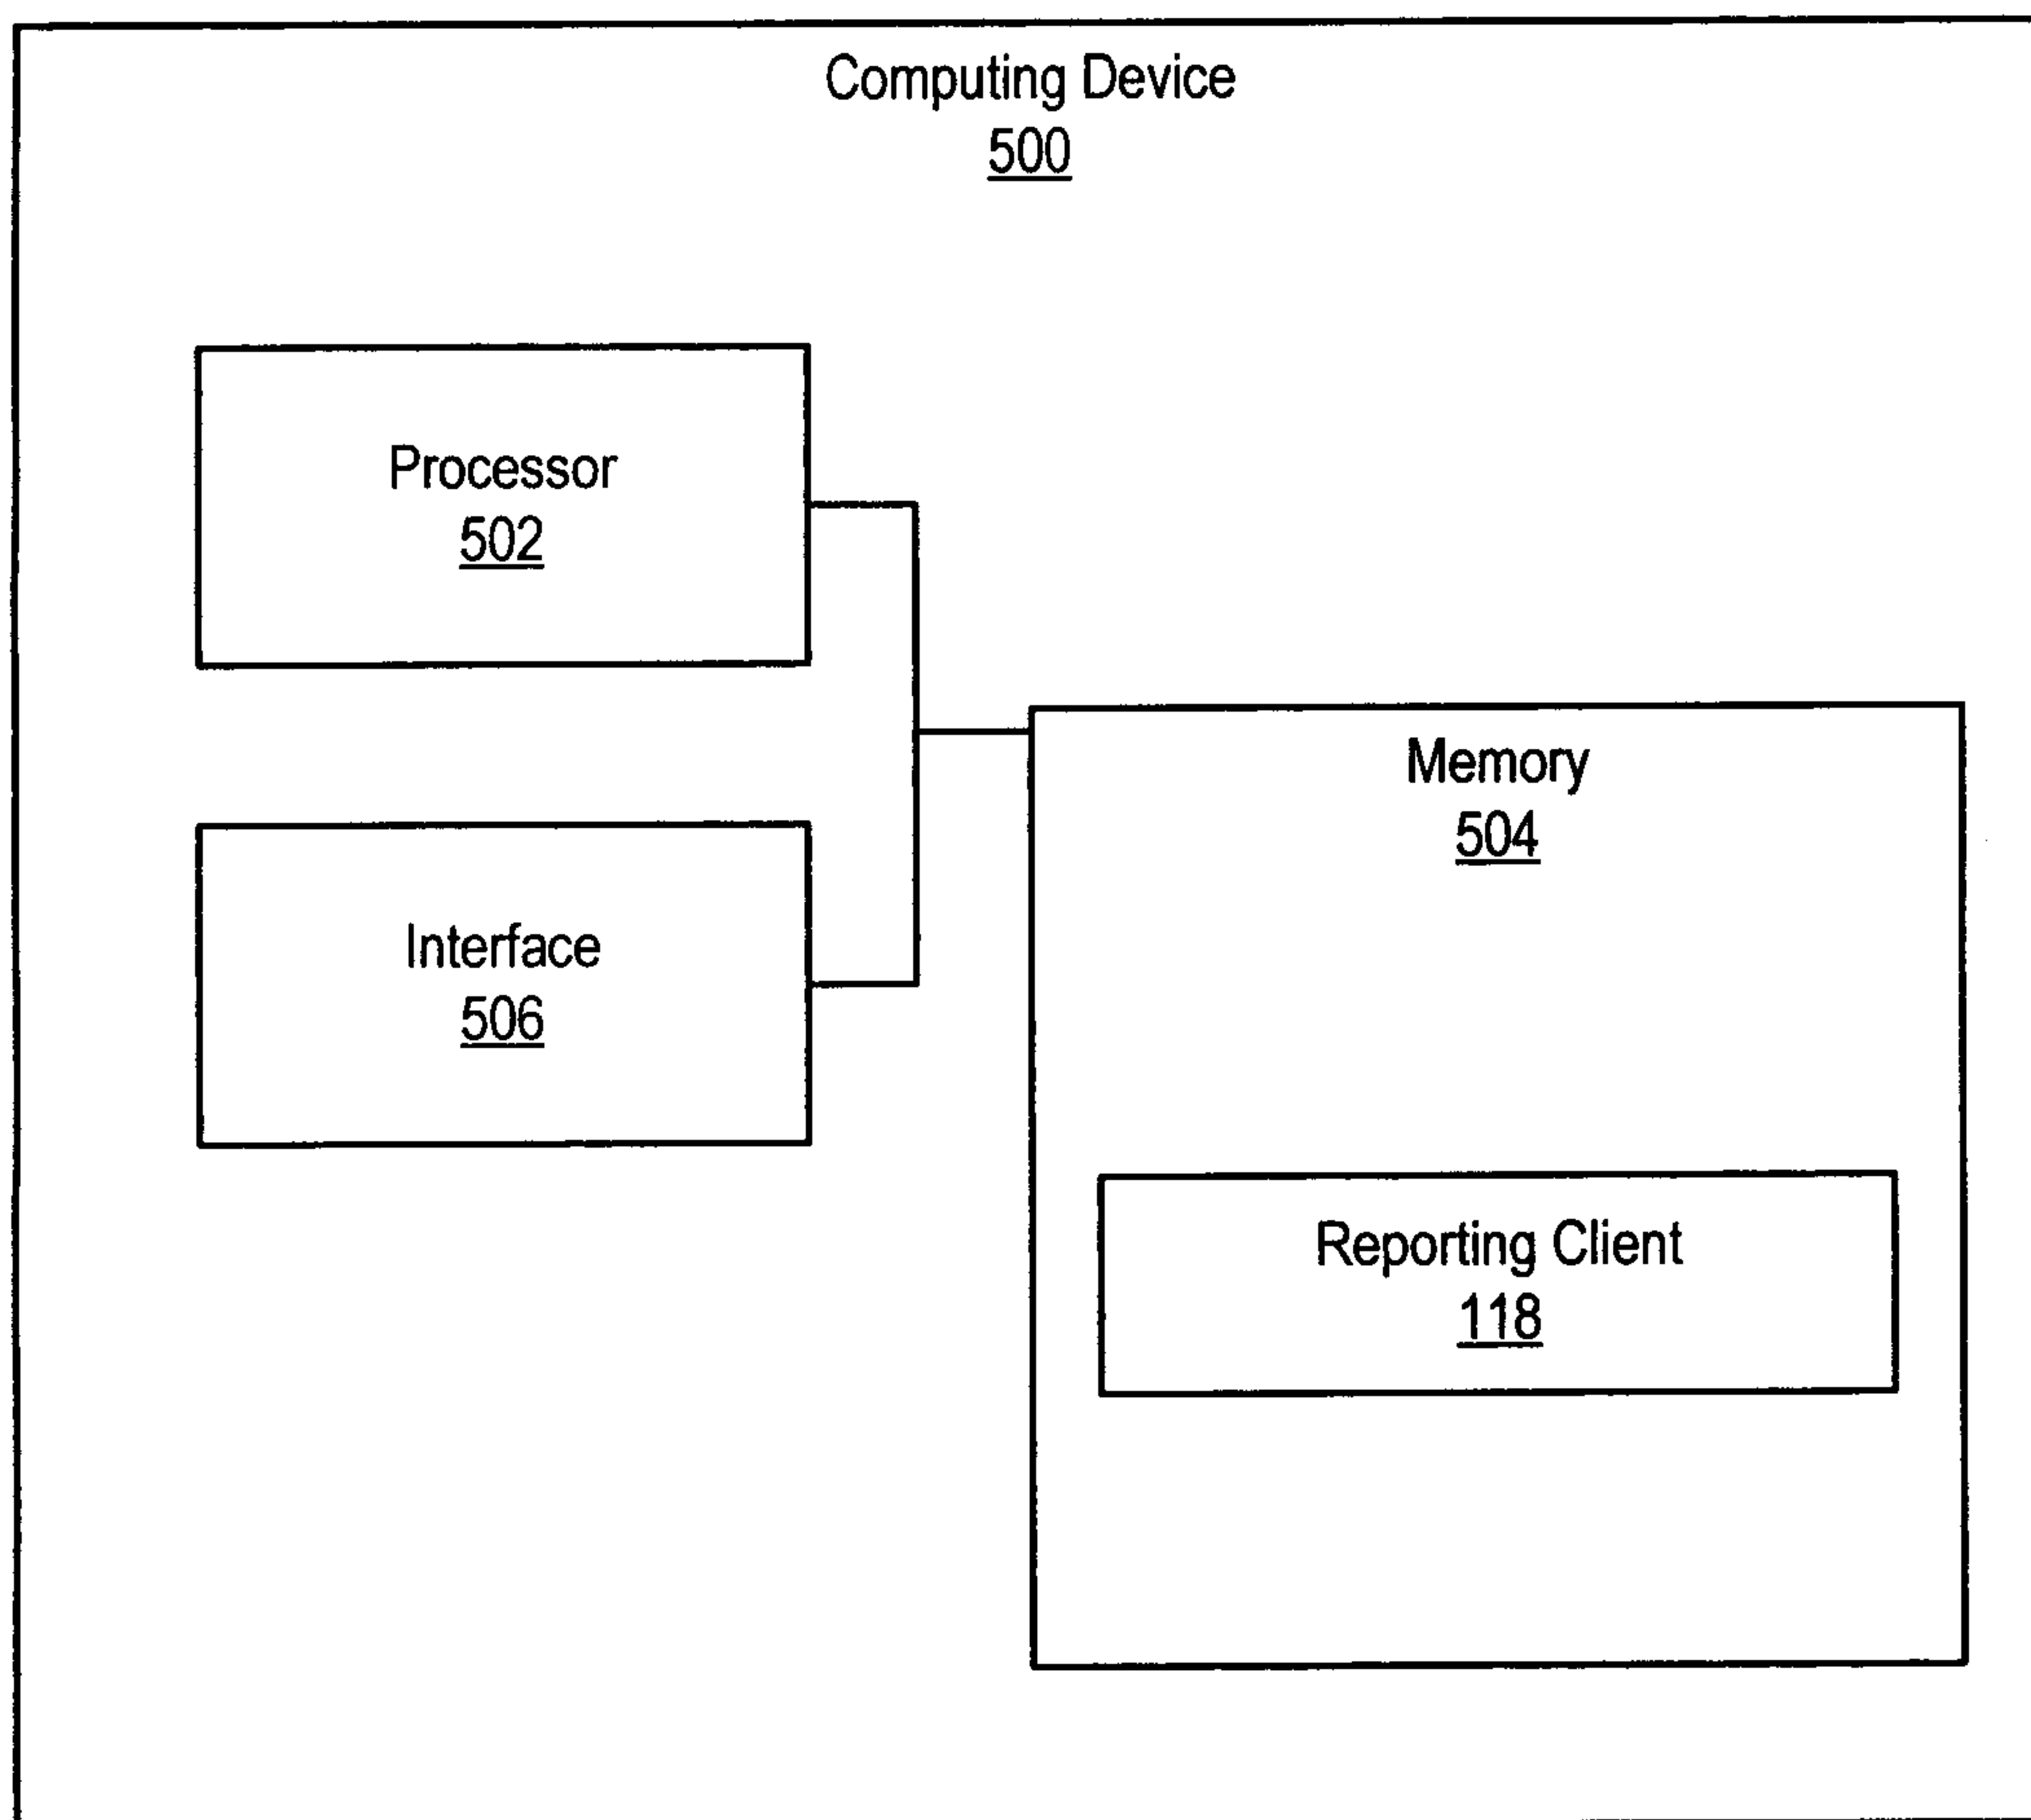 Computing Device
500
Processor
502
Interface
506
Memory
504
Reporting Client
118